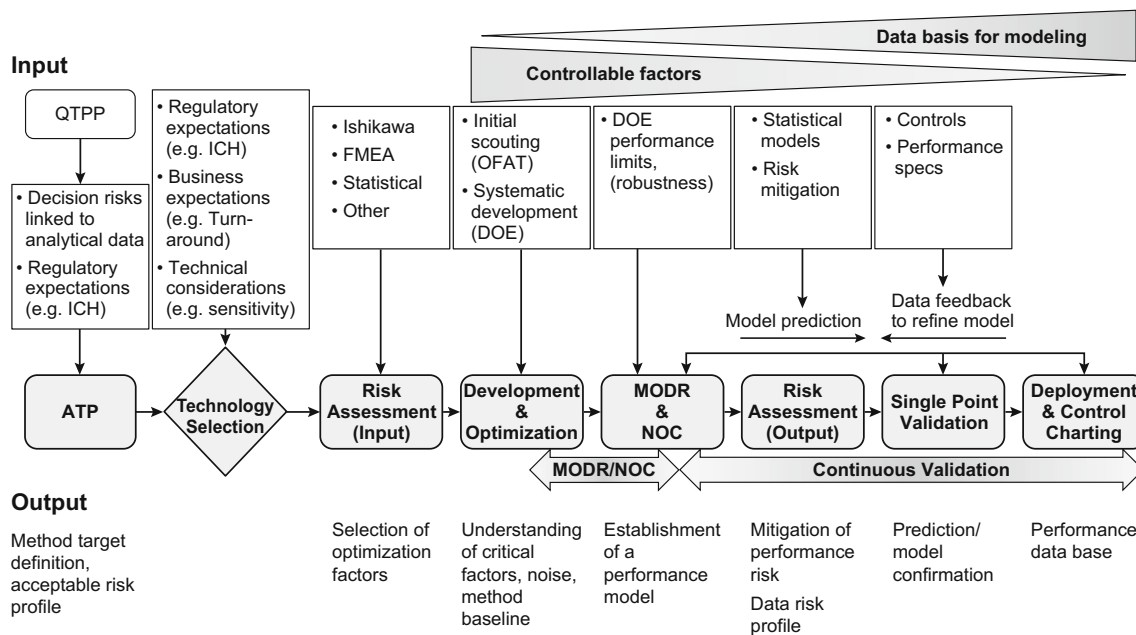 Data basis for modeling
Controllable factors
Input
QTPP
• Decision risks
linked to
analytical data
• Regulatory
expectations
(e.g. ICH)
• Regulatory
expectations
(e.g. ICH)
• Business
expectations
(e.g. Turn-
around)
• Technical
considerations
(e.g. sensitivity)
• Ishikawa
• FMEA
• Statistical
• Other
• Initial
scouting
(OFAT)
• Systematic
development
(DOE)
• DOE
performance
limits,
(robustness)
• Statistical
models
• Risk
mitigation
• Controls
• Performance
specs
Model prediction
Data feedback
to refine model
ATP
Technology
Selection
Risk
Assessment
(Input)
Development
&
Optimization
MODR
&
NOC
Risk
Assessment
(Output)
Single Point
Validation
Deployment
& Control
Charting
MODR/NOC
Continuous Validation
Output
Method target
definition,
acceptable risk
profile
Selection of
optimization
factors
Understanding
of critical
factors, noise,
method
baseline
Establishment
of a
performance
model
Mitigation of
performance
risk
Data risk
profile
Prediction/
model
confirmation
Performance
data base